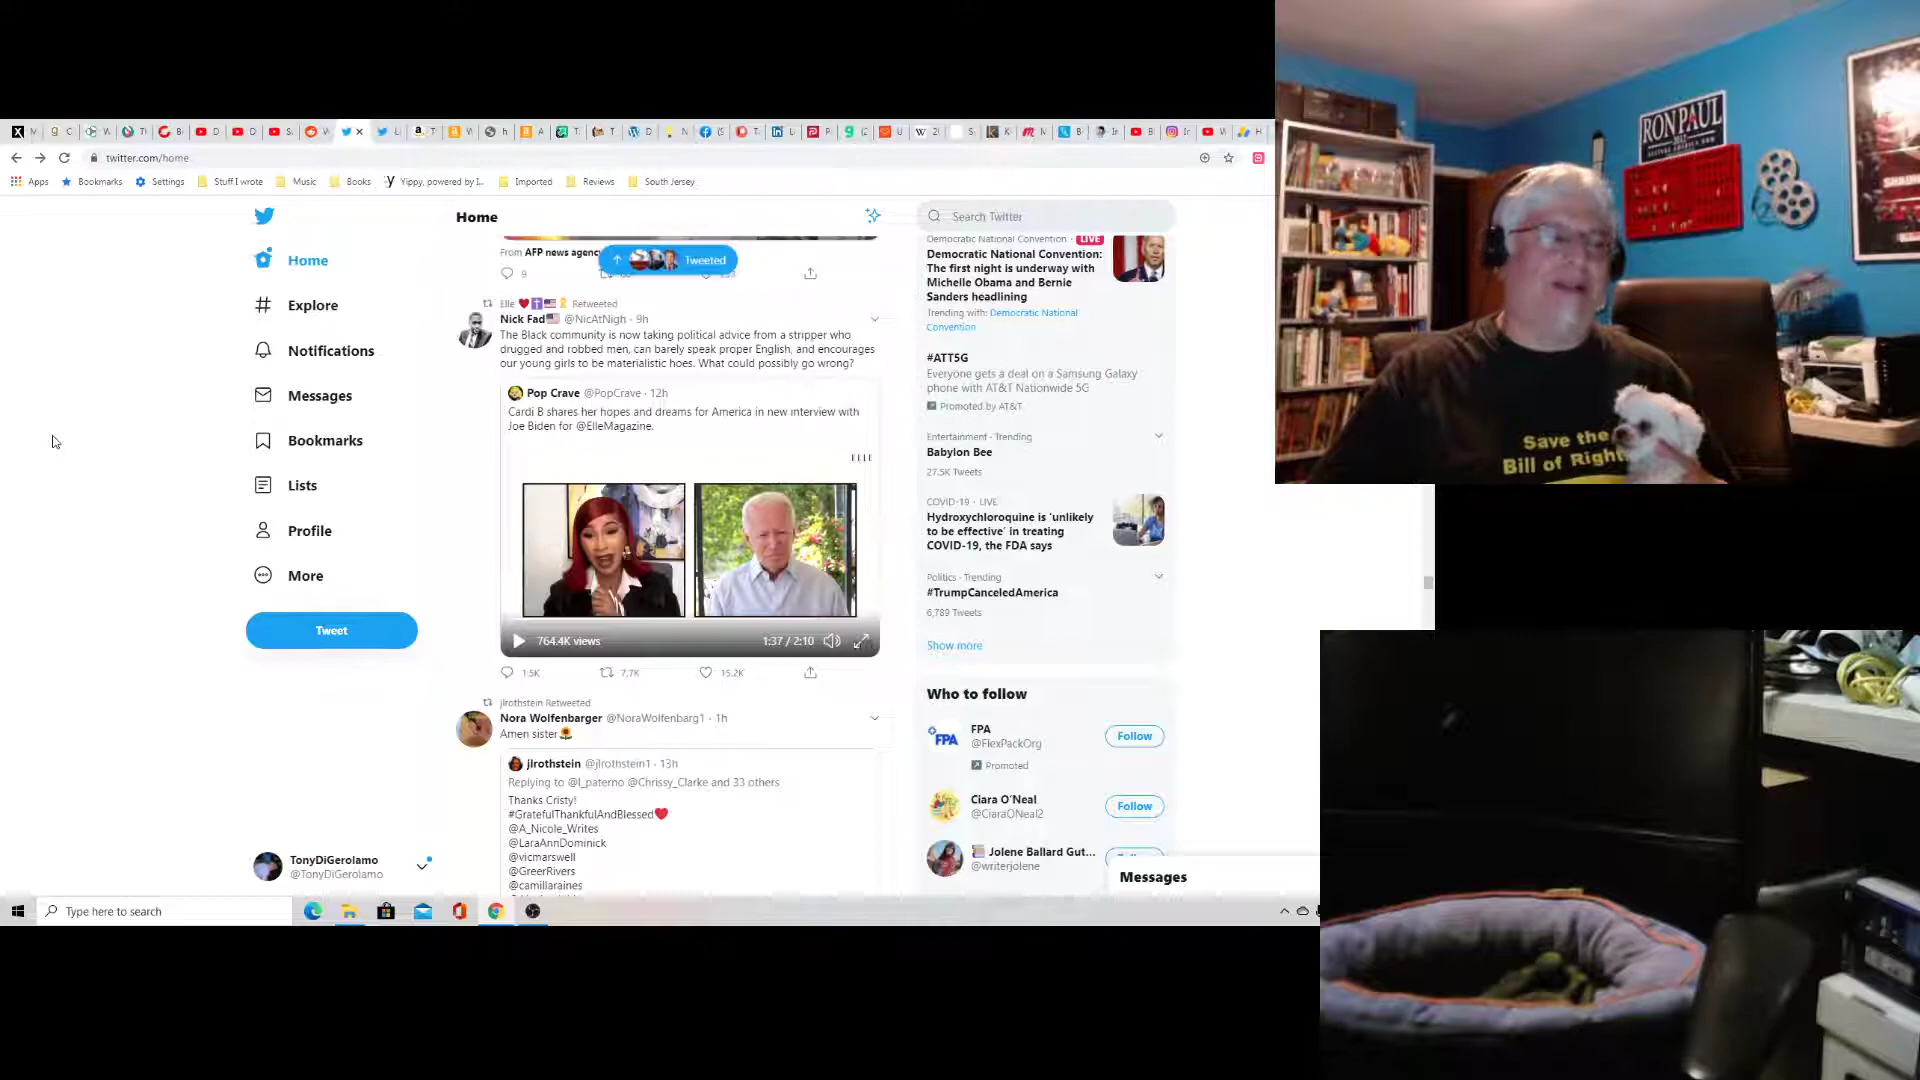 twitter.com/home
Apps
Bookmarks
Settings
Stuff I wrote
Music
Books
Yippy, powered by I...
Imported
Reviews
South Jersey
Home
Explore
Notifications
Messages
Bookmarks
Lists
Profile
More
Tweet
TonyDiGerolamo
@TonyDiGerolamo
Home
From AFP news agency
Tweeted
9
Elle Retweeted
Nick Fad @NicAtNigh · 9h
The Black community is now taking political advice from a stripper who
drugged and robbed men, can barely speak proper English, and encourages
our young girls to be materialistic hoes. What could possibly go wrong?
Pop Crave @PopCrave · 12h
Cardi B shares her hopes and dreams for America in new interview with
Joe Biden for @ElleMagazine.
ELLE
764.4K views
1:37 / 2:10
1.5K
7.7K
15.2K
jlrothstein Retweeted
Nora Wolfenbarger @NoraWolfenbarg1 · 1h
Amen sister
jlrothstein @jlrothstein1 · 13h
Replying to @l_paterno @Chrissy_Clarke and 33 others
Thanks Cristy!
#GratefulThankfulAndBlessed
@A_Nicole_Writes
@LaraAnnDominick
@vicmarswell
@GreerRivers
@camillaraines
Search Twitter
Democratic National Convention · LIVE
Democratic National Convention:
The first night is underway with
Michelle Obama and Bernie
Sanders headlining
Trending with: Democratic National
Convention
#ATT5G
Everyone gets a deal on a Samsung Galaxy
phone with AT&T Nationwide 5G
Promoted by AT&T
Entertainment · Trending
Babylon Bee
27.5K Tweets
COVID-19 · LIVE
Hydroxychloroquine is 'unlikely
to be effective' in treating
COVID-19, the FDA says
Politics · Trending
#TrumpCanceledAmerica
6,789 Tweets
Show more
Who to follow
FPA
@FlexPackOrg
Promoted
Follow
Ciara O'Neal
@CiaraONeal2
Follow
Jolene Ballard Gut...
@writerjolene
Messages
Type here to search
RON PAUL
Save the
Bill of Right